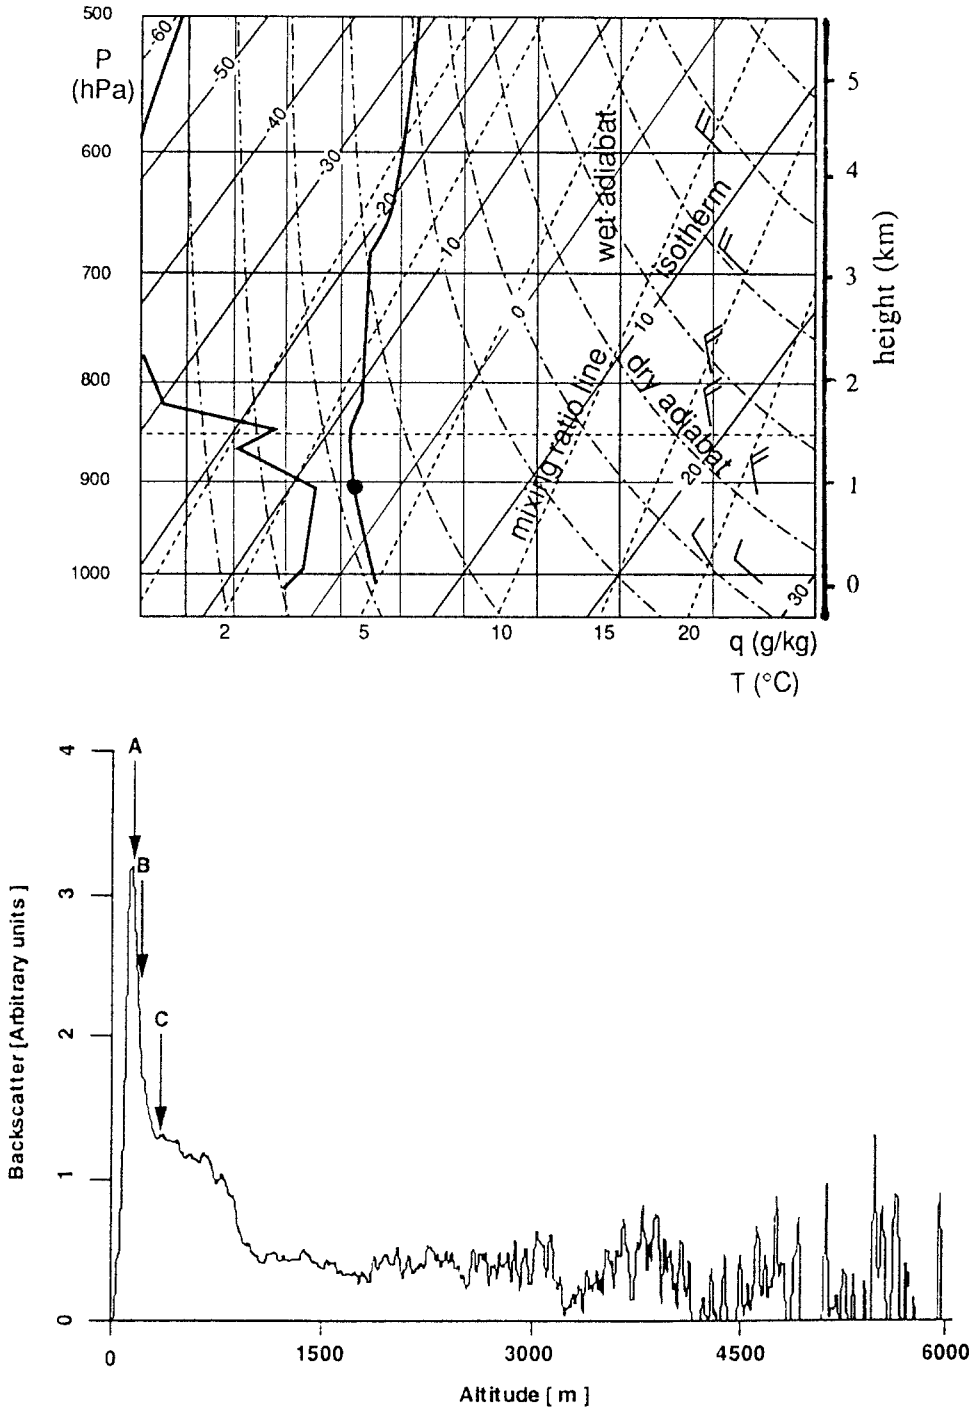 500
P
(hPa)
-60
-50
-40
-30
-20
10
0
10
20
30
600
700
800
900
1000
wet adiabat
isotherm
mixing ratio line
dry adiabat
5
4
3
2
1
0
height (km)
2
5
10
15
20
q (g/kg)
T (°C)
4
3
2
1
0
Backscatter [Arbitrary units ]
A
B
C
0
1500
3000
4500
6000
Altitude [ m ]